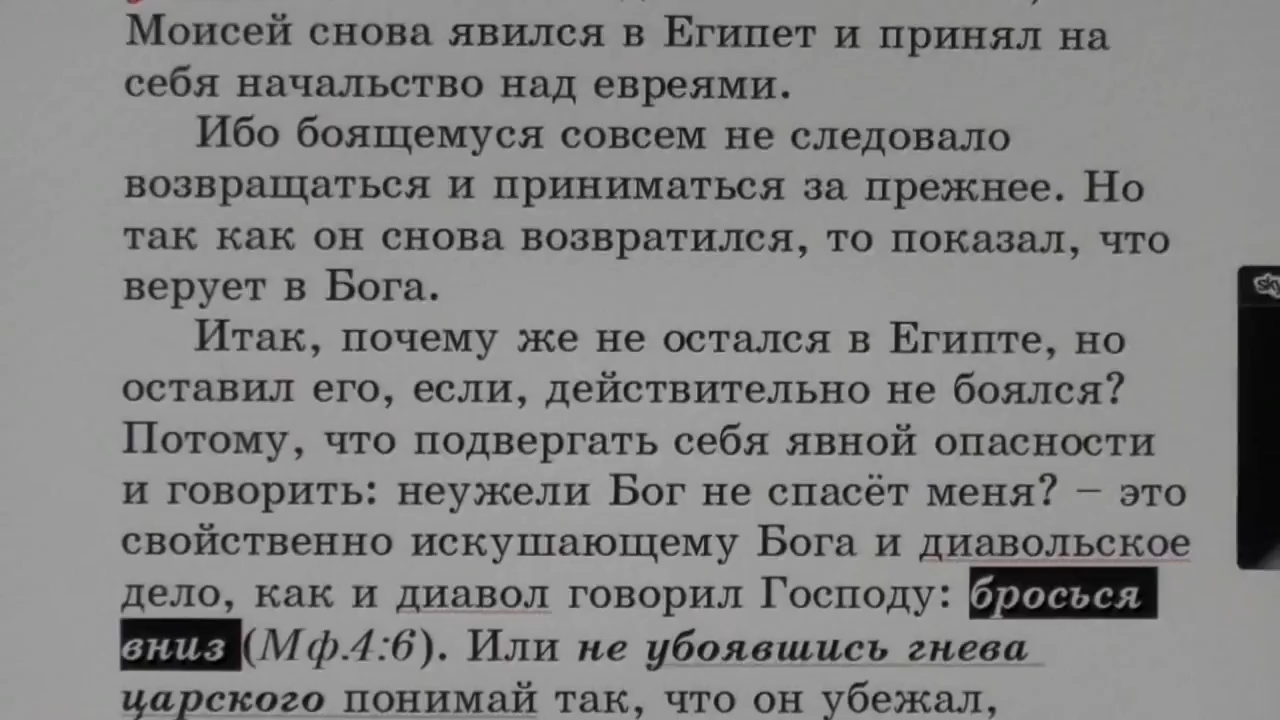 Моисей снова явился в Египет и принял на
себя начальство над евреями.
Ибо боящемуся совсем не следовало
возвращаться и приниматься за прежнее. Но
так как он снова возвратился, то показал, что
верует в Бога.
Итак, почему же не остался в Египте, но
оставил его, если, действительно не боялся?
Потому, что подвергать себя явной опасности
и говорить: неужели Бог не спасёт меня? – это
свойственно искушающему Бога и диавольское
дело, как и диавол говорил Господу: бросься
вниз (Мф.4:6). Или не убоявшись гнева
царского понимай так, что он убежал,